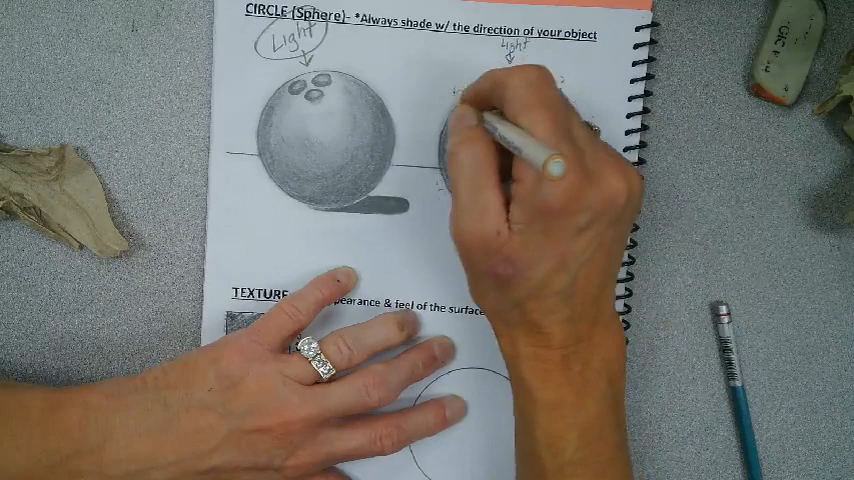 CIRCLE (Sphere)- *Always shade w/ the direction of your object
Light
Light
TEXTURE
pearance & feel of the surface